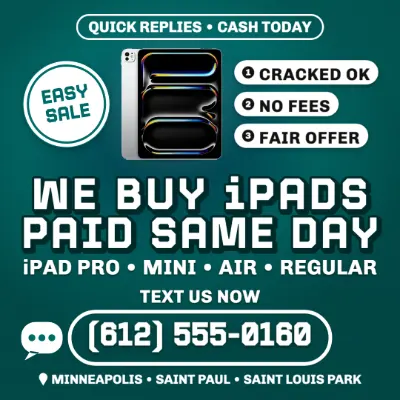 QUICK REPLIES • CASH TODAY
EASY
SALE
1 CRACKED OK
2 NO FEES
3 FAIR OFFER
WE BUY iPADS
PAID SAME DAY
iPAD PRO • MINI • AIR • REGULAR
TEXT US NOW
(612) 555-0160
MINNEAPOLIS • SAINT PAUL • SAINT LOUIS PARK